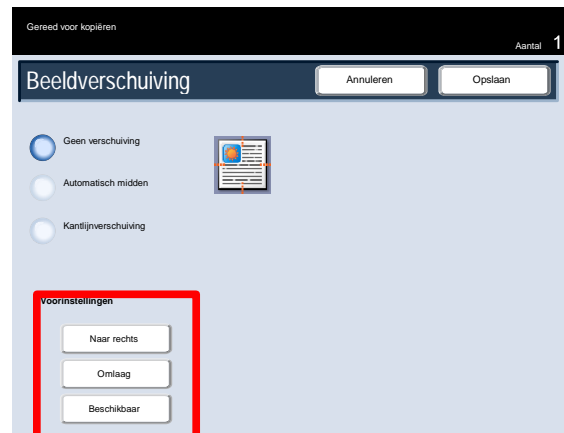 Gereed voor kopiëren
Aantal 1
Beeldverschuiving
Annuleren
Opslaan
Geen verschuiving
Automatisch midden
Kantlijnverschuiving
Voorinstellingen
Naar rechts
Omlaag
Beschikbaar